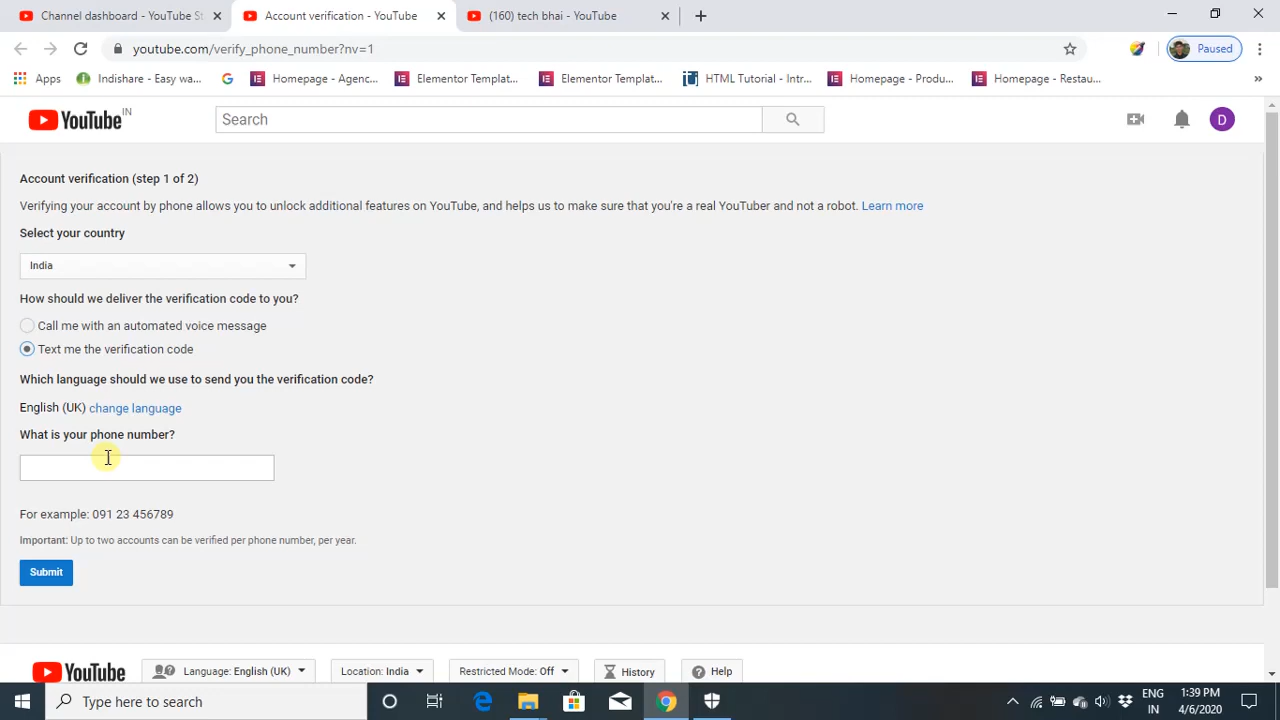 Channel dashboard - YouTube St
Account verification - YouTube
(160) tech bhai - YouTube
youtube.com/verify_phone_number?nv=1
Paused
Apps
Indishare - Easy wa...
Homepage - Agenc...
Elementor Templat...
Elementor Templat...
HTML Tutorial - Intr...
Homepage - Produ...
Homepage - Restau...
»
YouTube IN
Search
D
Account verification (step 1 of 2)
Verifying your account by phone allows you to unlock additional features on YouTube, and helps us to make sure that you're a real YouTuber and not a robot. Learn more
Select your country
India
How should we deliver the verification code to you?
Call me with an automated voice message
Text me the verification code
Which language should we use to send you the verification code?
English (UK) change language
What is your phone number?
For example: 091 23 456789
Important: Up to two accounts can be verified per phone number, per year.
Submit
YouTube
Language: English (UK)
Location: India
Restricted Mode: Off
History
Help
Type here to search
ENG
IN
1:39 PM
4/6/2020